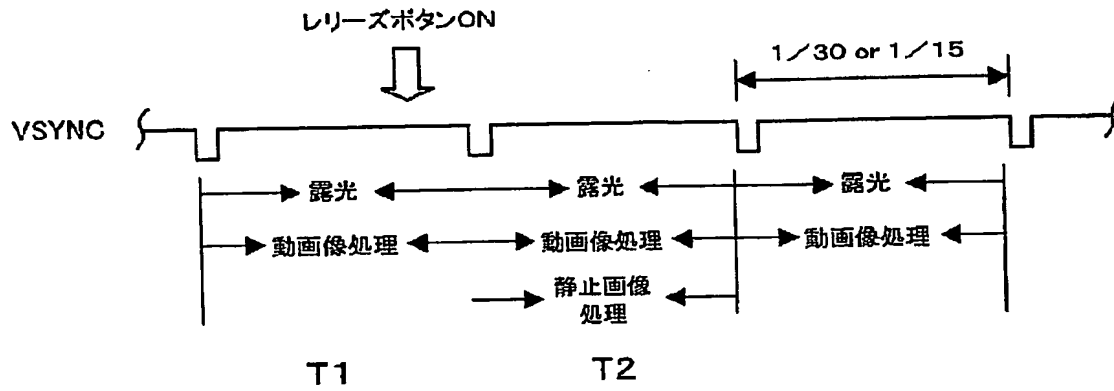 レリーズボタンON
1/30 or 1/15
VSYNC
露光 露光 露光
動画像処理 動画像処理 動画像処理
静止画像
処理
T1 T2